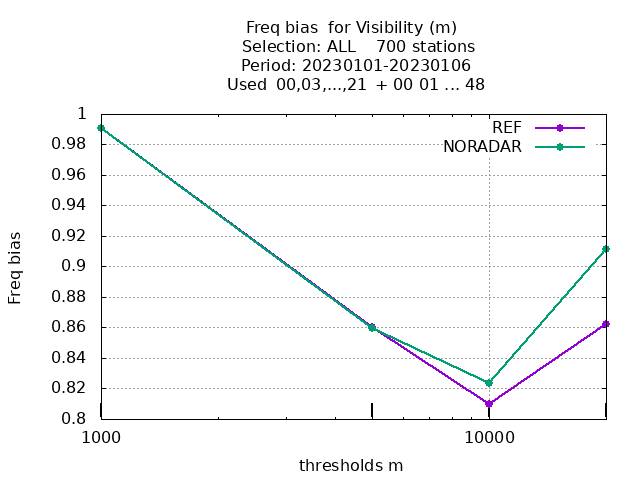 Freq bias  for Visibility (m)
Selection: ALL    700 stations
Period: 20230101-20230106
Used  00,03,...,21  + 00 01 ... 48
REF
NORADAR
1
0.98
0.96
0.94
0.92
0.9
0.88
0.86
0.84
0.82
0.8
Freq bias
1000
10000
thresholds m